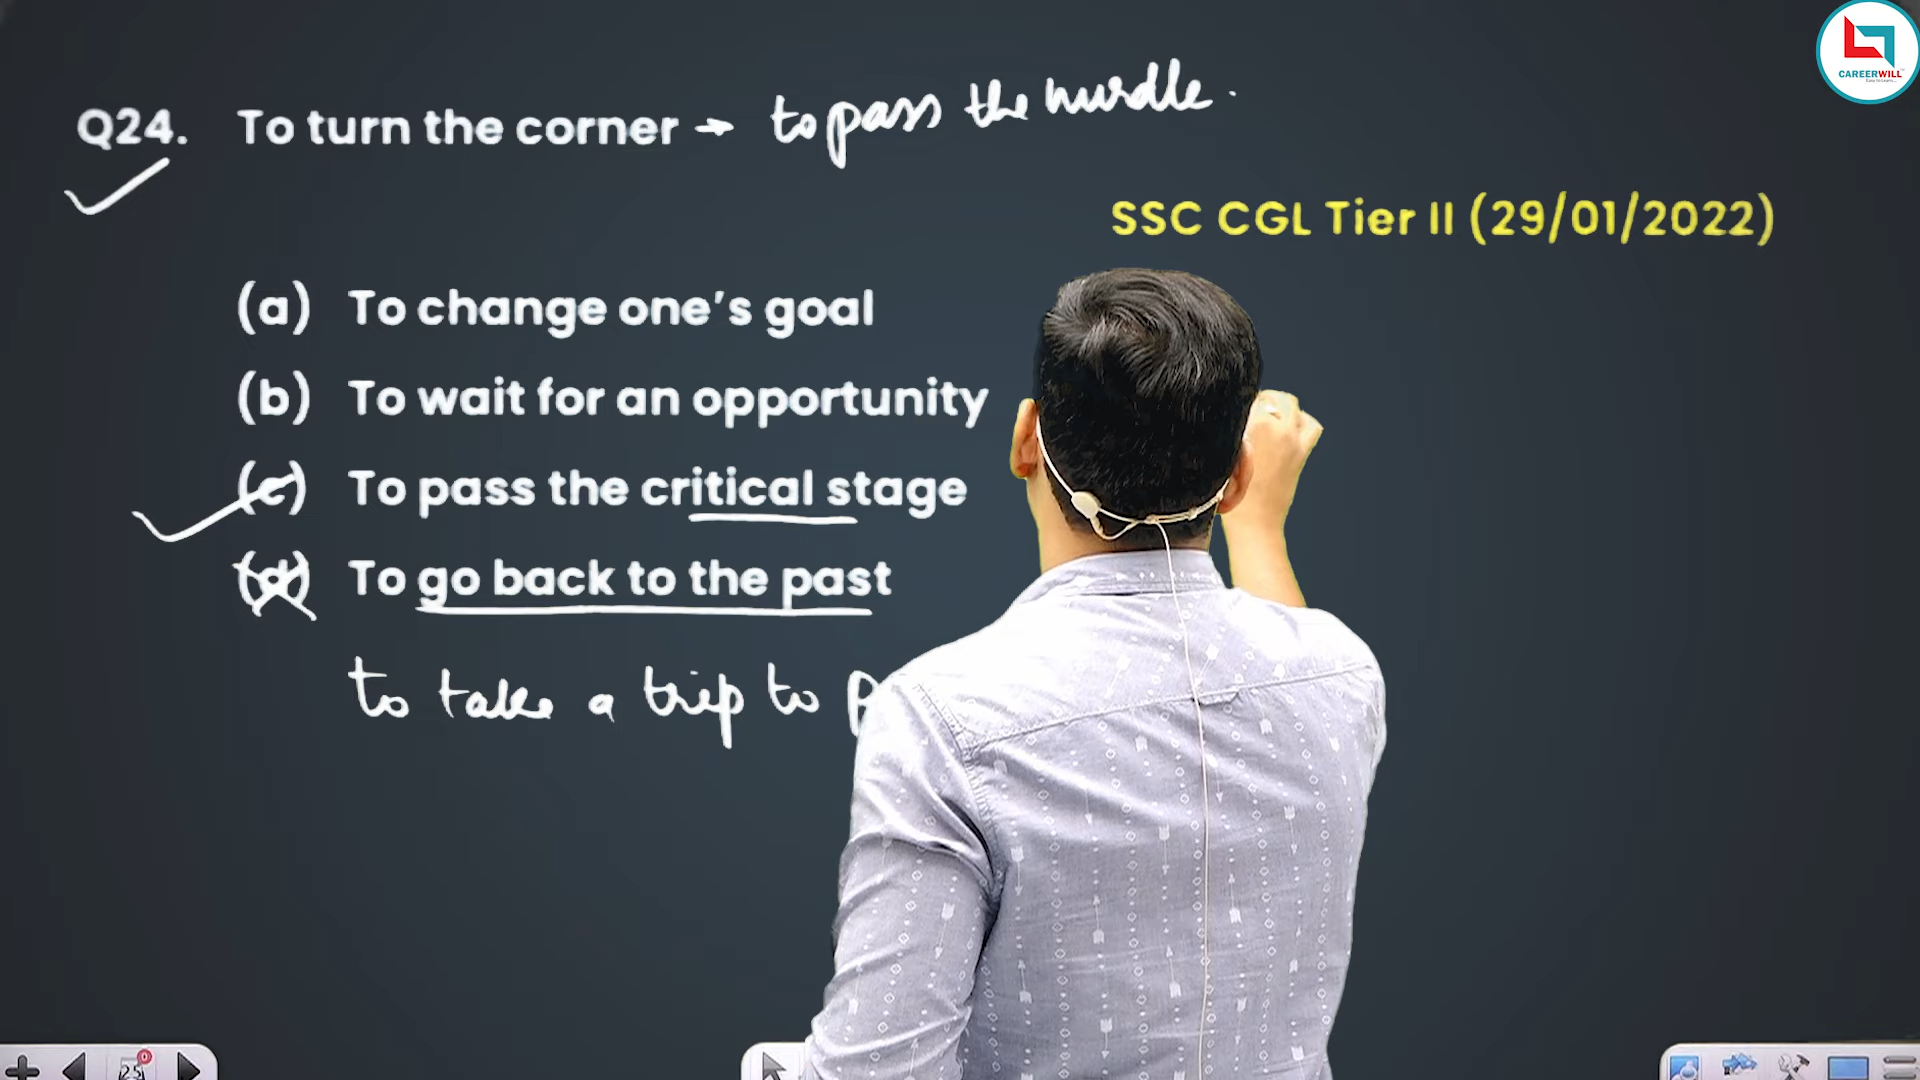 CAREERWILL
Q24. To turn the corner → to pass the hurdle.
SSC CGL Tier II (29/01/2022)
(a) To change one's goal
(b) To wait for an opportunity
(c) To pass the critical stage
(d) To go back to the past
to take a trip to
25
0